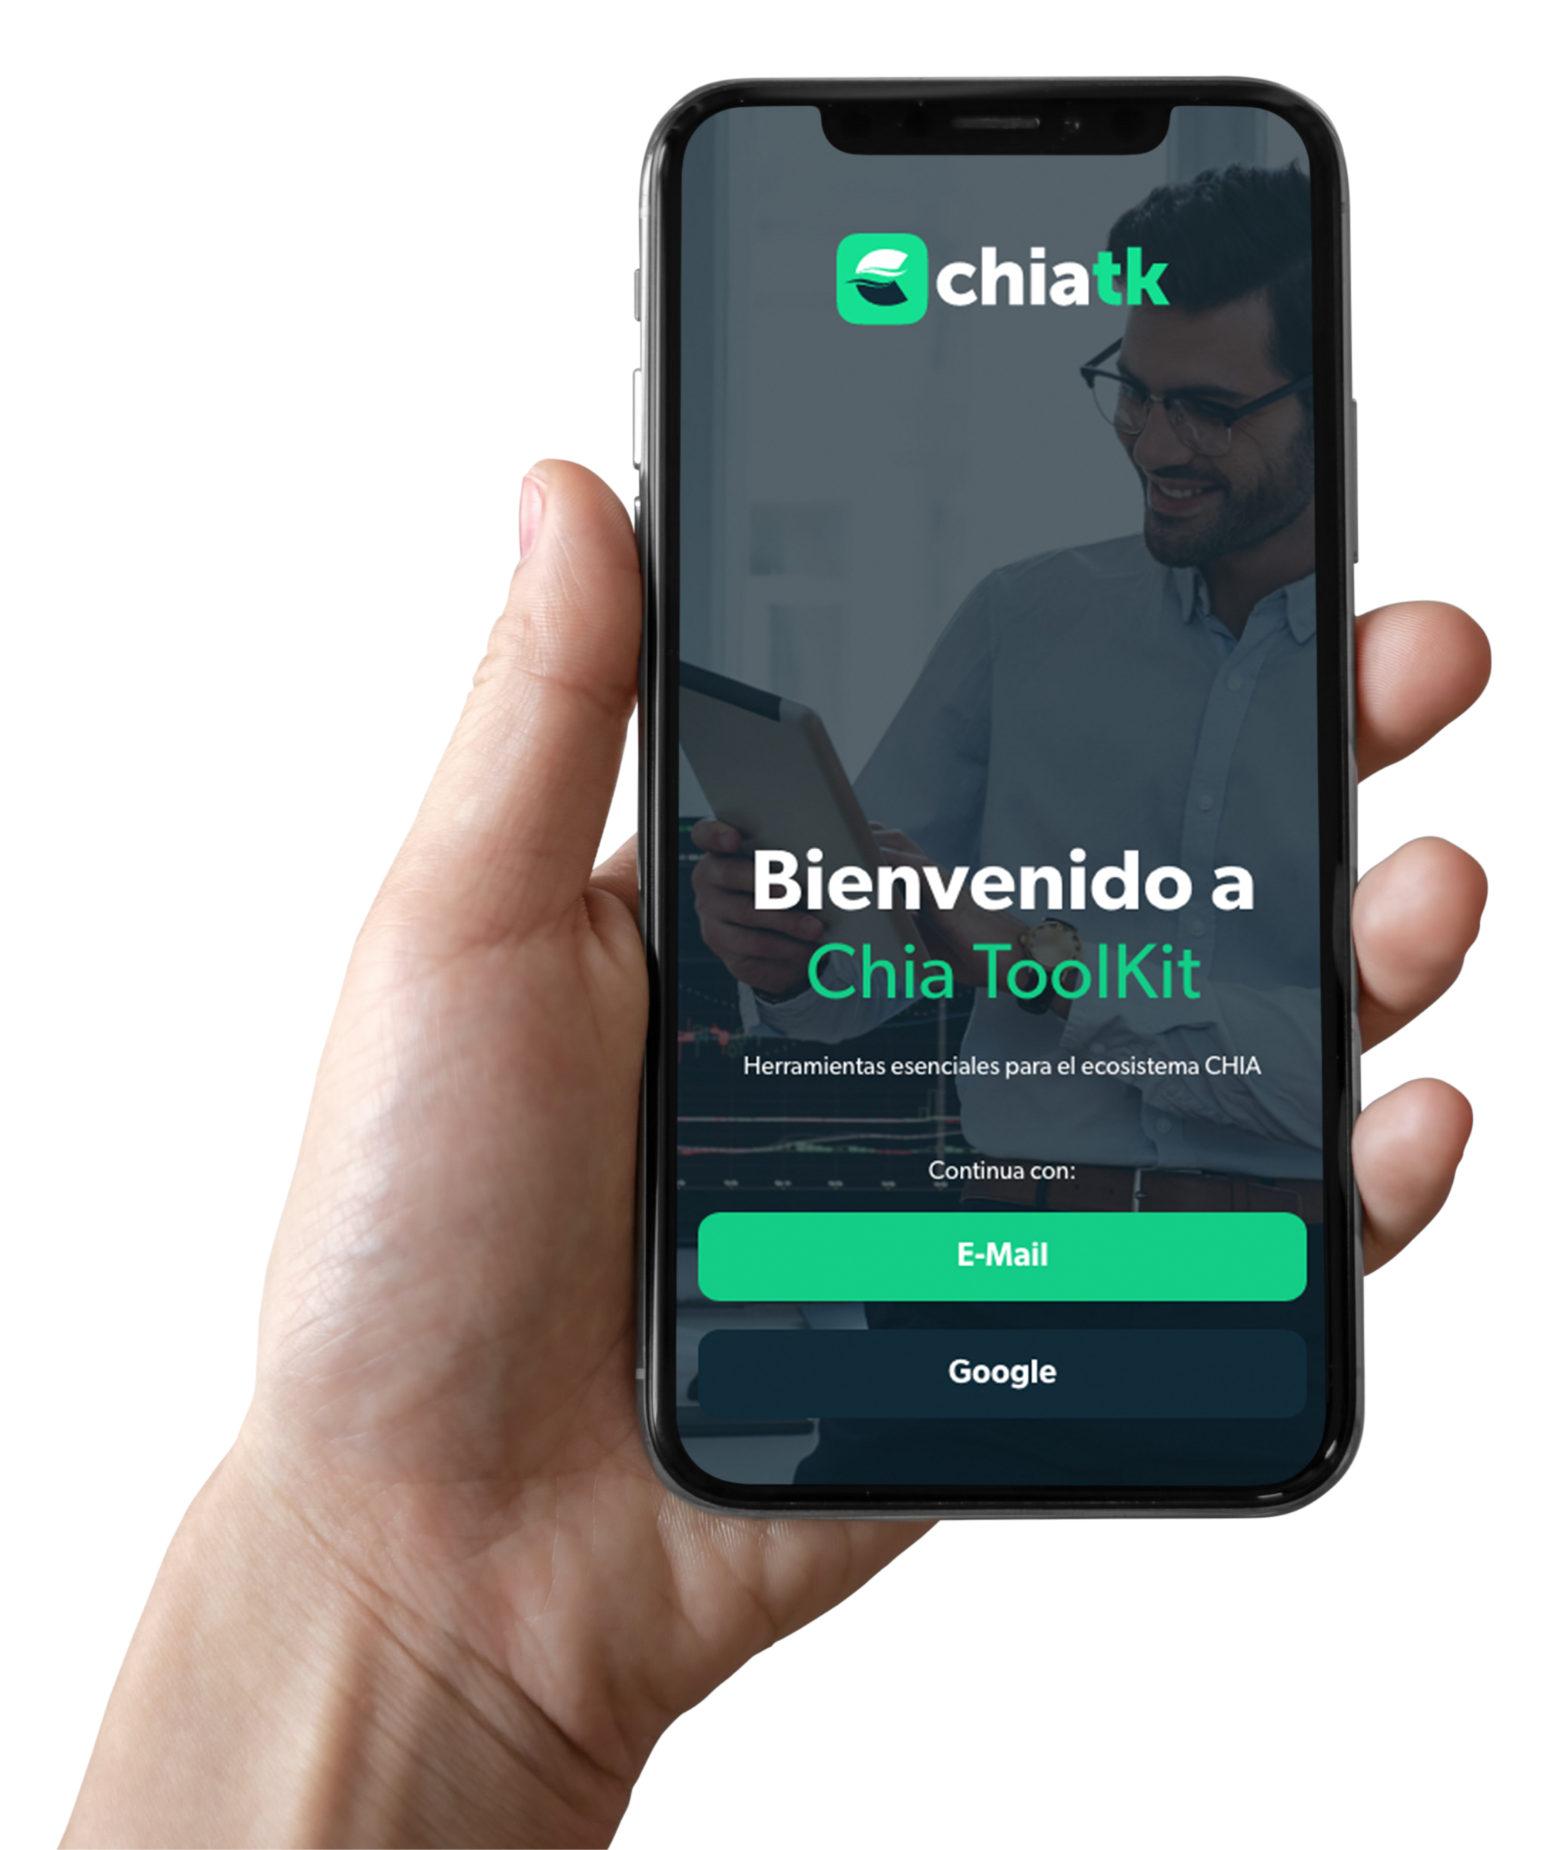 chiatk
Bienvenido a
Chia ToolKit
Herramientas esenciales para el ecosistema CHIA
Continua con:
E-Mail
Google